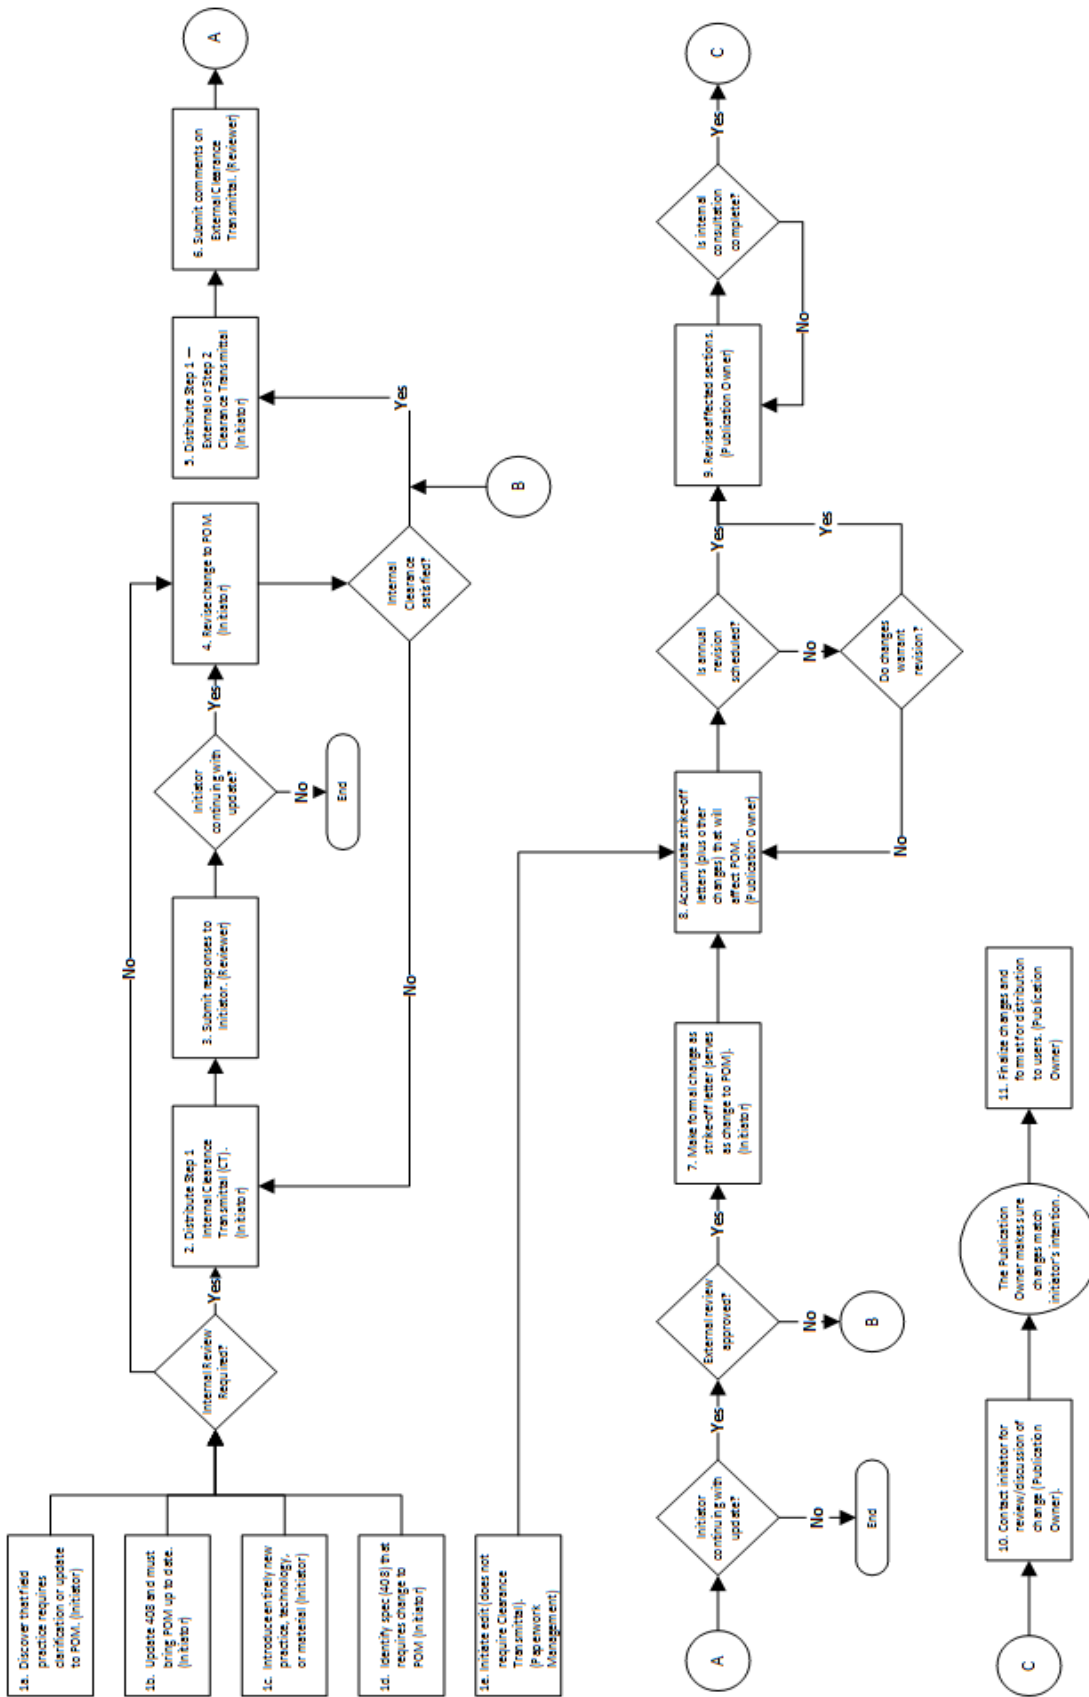 1a. Discover that field
practice requires
clarification or update
to POM. (Initiator)
1b. Update 408 and must
bring POM up to date.
(Initiator)
1c. Introduce entirely new
practice, technology,
or material (Initiator)
1d. Identify spec (408) that
requires change to
POM (Initiator)
1e. Initiate edit (does not
require Clearance
Transmittal).
(Paperwork
Management)
Internal Review
Required?
Yes
No
2. Distribute Step 1
Internal Clearance
Transmittal (CT).
(Initiator)
3. Submit responses to
Initiator. (Reviewer)
Initiator
continuing with
update?
Yes
No
End
4. Revise change to POM.
(Initiator)
Internal
Clearance
satisfied?
No
Yes
B
5. Distribute Step 1 —
External or Step 2
Clearance Transmittal
(Initiator)
6. Submit comments on
External Clearance
Transmittal. (Reviewer)
A
A
Initiator
continuing with
update?
No
End
Yes
External review
approved?
No
B
Yes
7. Make formal change as
strike-off letter (serves
as change to POM).
(Initiator)
8. Accumulate strike-off
letters (plus other
changes) that will
affect POM.
(Publication Owner)
Is annual
revision
scheduled?
Yes
No
Do changes
warrant
revision?
Yes
No
9. Revise affected sections.
(Publication Owner)
Is internal
consultation
complete?
No
Yes
C
C
10. Contact initiator for
review/discussion of
change (Publication
Owner).
The Publication
Owner makes sure
changes match
initiator's intention.
11. Finalize changes and
format for distribution
to users. (Publication
Owner)